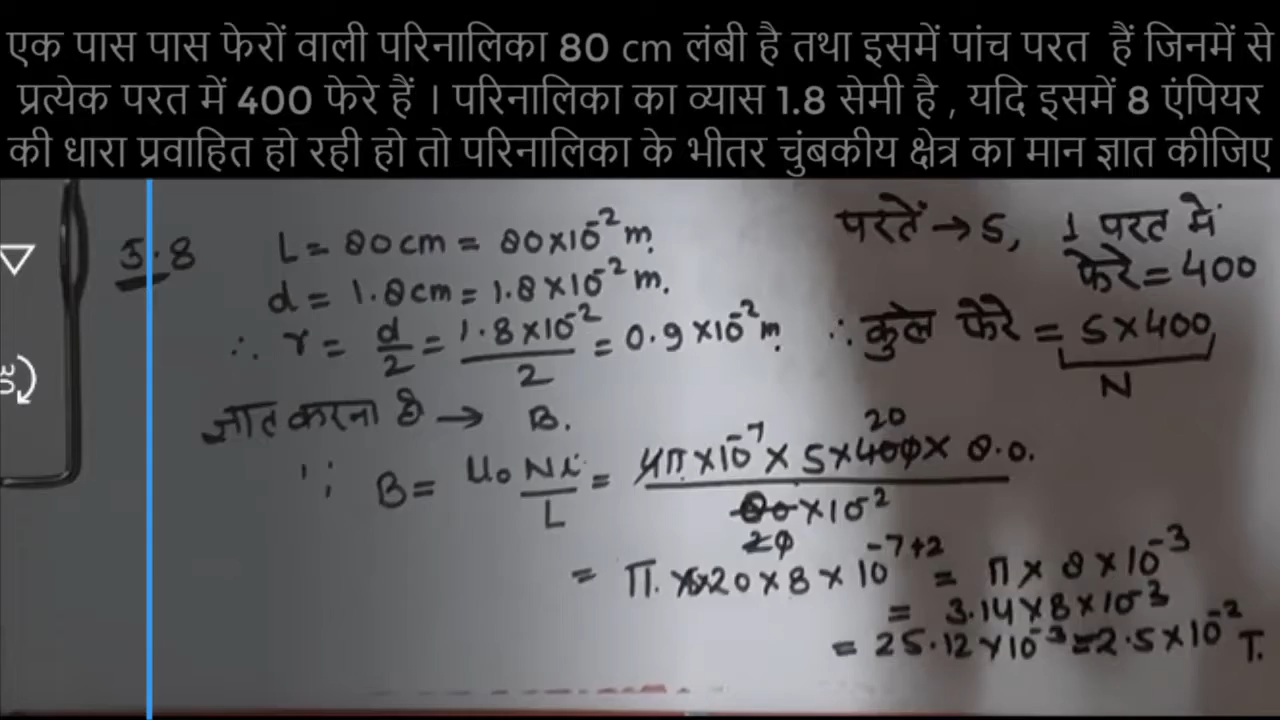 एक पास पास फेरों वाली परिनालिका 80 cm लंबी है तथा इसमें पांच परत हैं जिनमें से
प्रत्येक परत में 400 फेरे हैं । परिनालिका का व्यास 1.8 सेमी है , यदि इसमें 8 एंपियर
की धारा प्रवाहित हो रही हो तो परिनालिका के भीतर चुंबकीय क्षेत्र का मान ज्ञात कीजिए
5.8
L = 80 cm = 80×10⁻² m.
d = 1.8 cm = 1.8×10⁻² m.
∴ r = d/2 = 1.8×10⁻²/2 = 0.9×10⁻² m
परतें → 5, 1 परत में
फेरे = 400
∴ कुल फेरे = 5×400
N
ज्ञात करना है → B.
∵ B = μ₀Ni/L = 4π×10⁻⁷×5×400×8.0./80×10⁻²
20
20
= π.×20×8×10⁻⁷⁺² = π×8×10⁻³
= 3.14×8×10⁻³
= 25.12×10⁻³ = 2.5×10⁻² T.